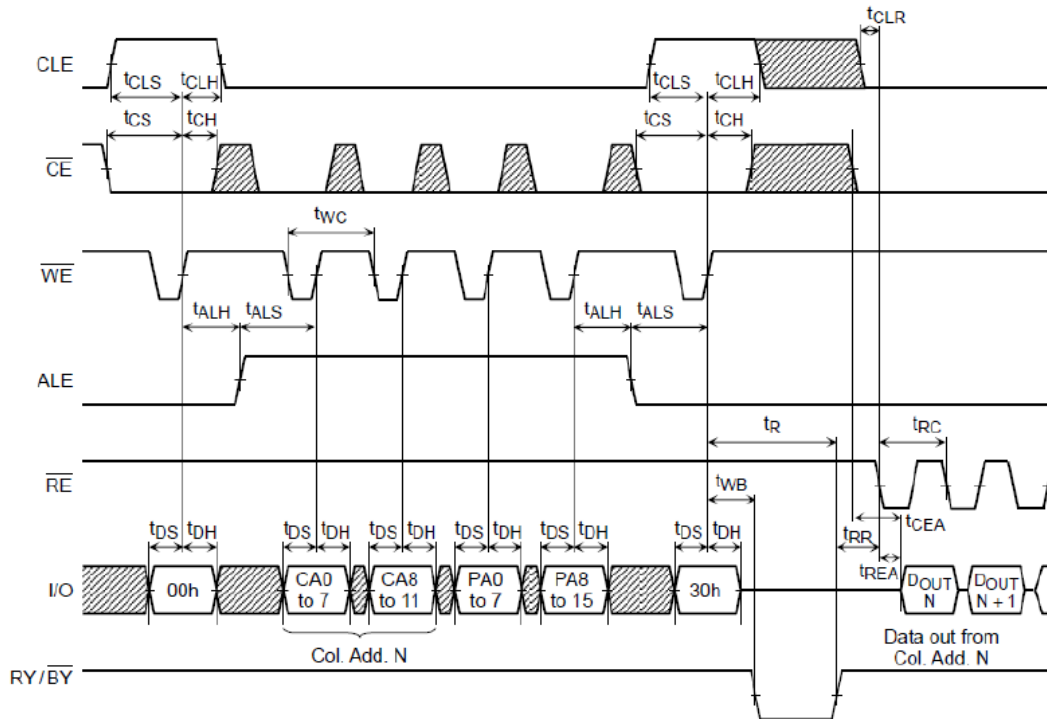 tCLR
CLE
tCLS tCLH tCLS tCLH
tCS tCH tCS tCH
CE
tWC
WE
tALH tALS tALH tALS
ALE
tR tRC
RE
tWB
tDS tDH tDS tDH tDS tDH tDS tDH tDS tDH tDS tDH tRR tCEA
tREA
I/O 00h CA0 to 7 CA8 to 11 PA0 to 7 PA8 to 15 30h DOUT N DOUT N + 1
Col. Add. N
Data out from
Col. Add. N
RY/BY